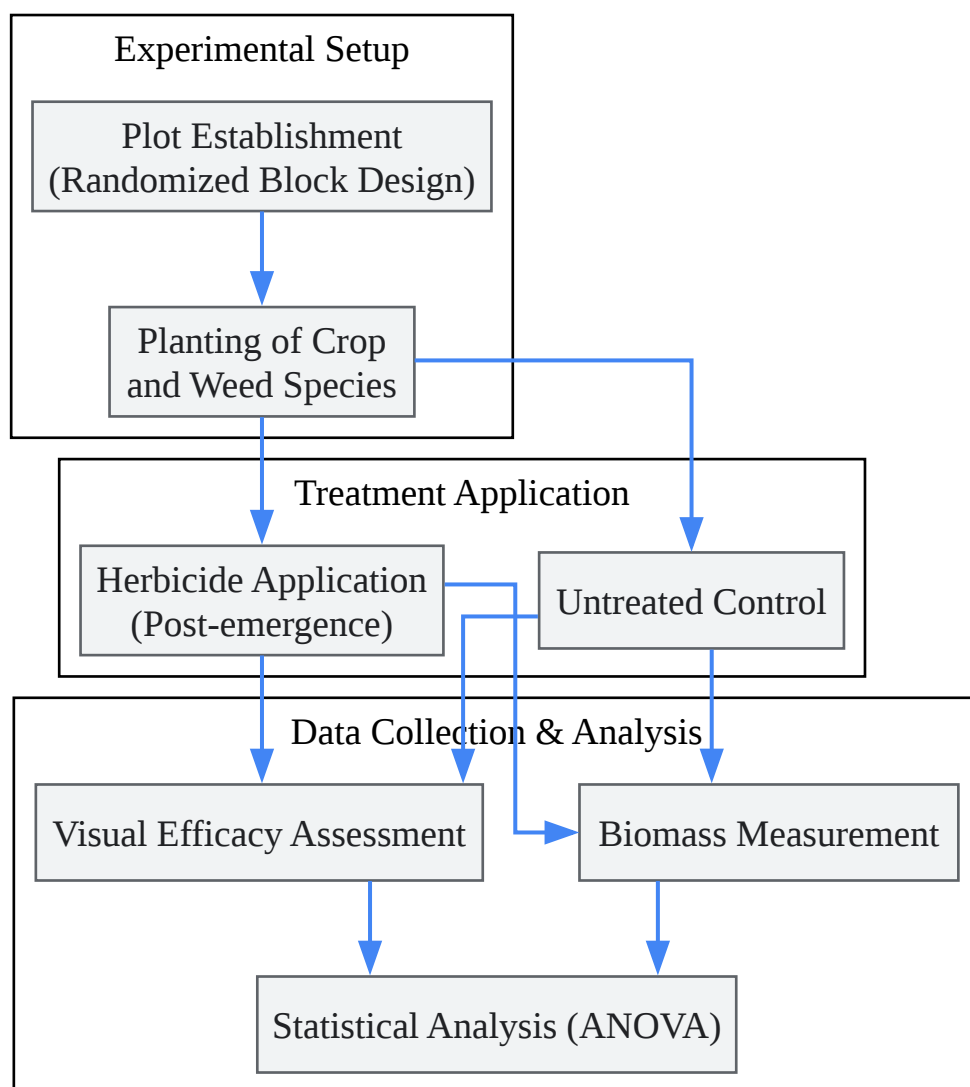 Experimental Setup
Plot Establishment
(Randomized Block Design)
Planting of Crop
and Weed Species
Treatment Application
Herbicide Application
(Post-emergence)
Untreated Control
Data Collection & Analysis
Visual Efficacy Assessment
Biomass Measurement
Statistical Analysis (ANOVA)